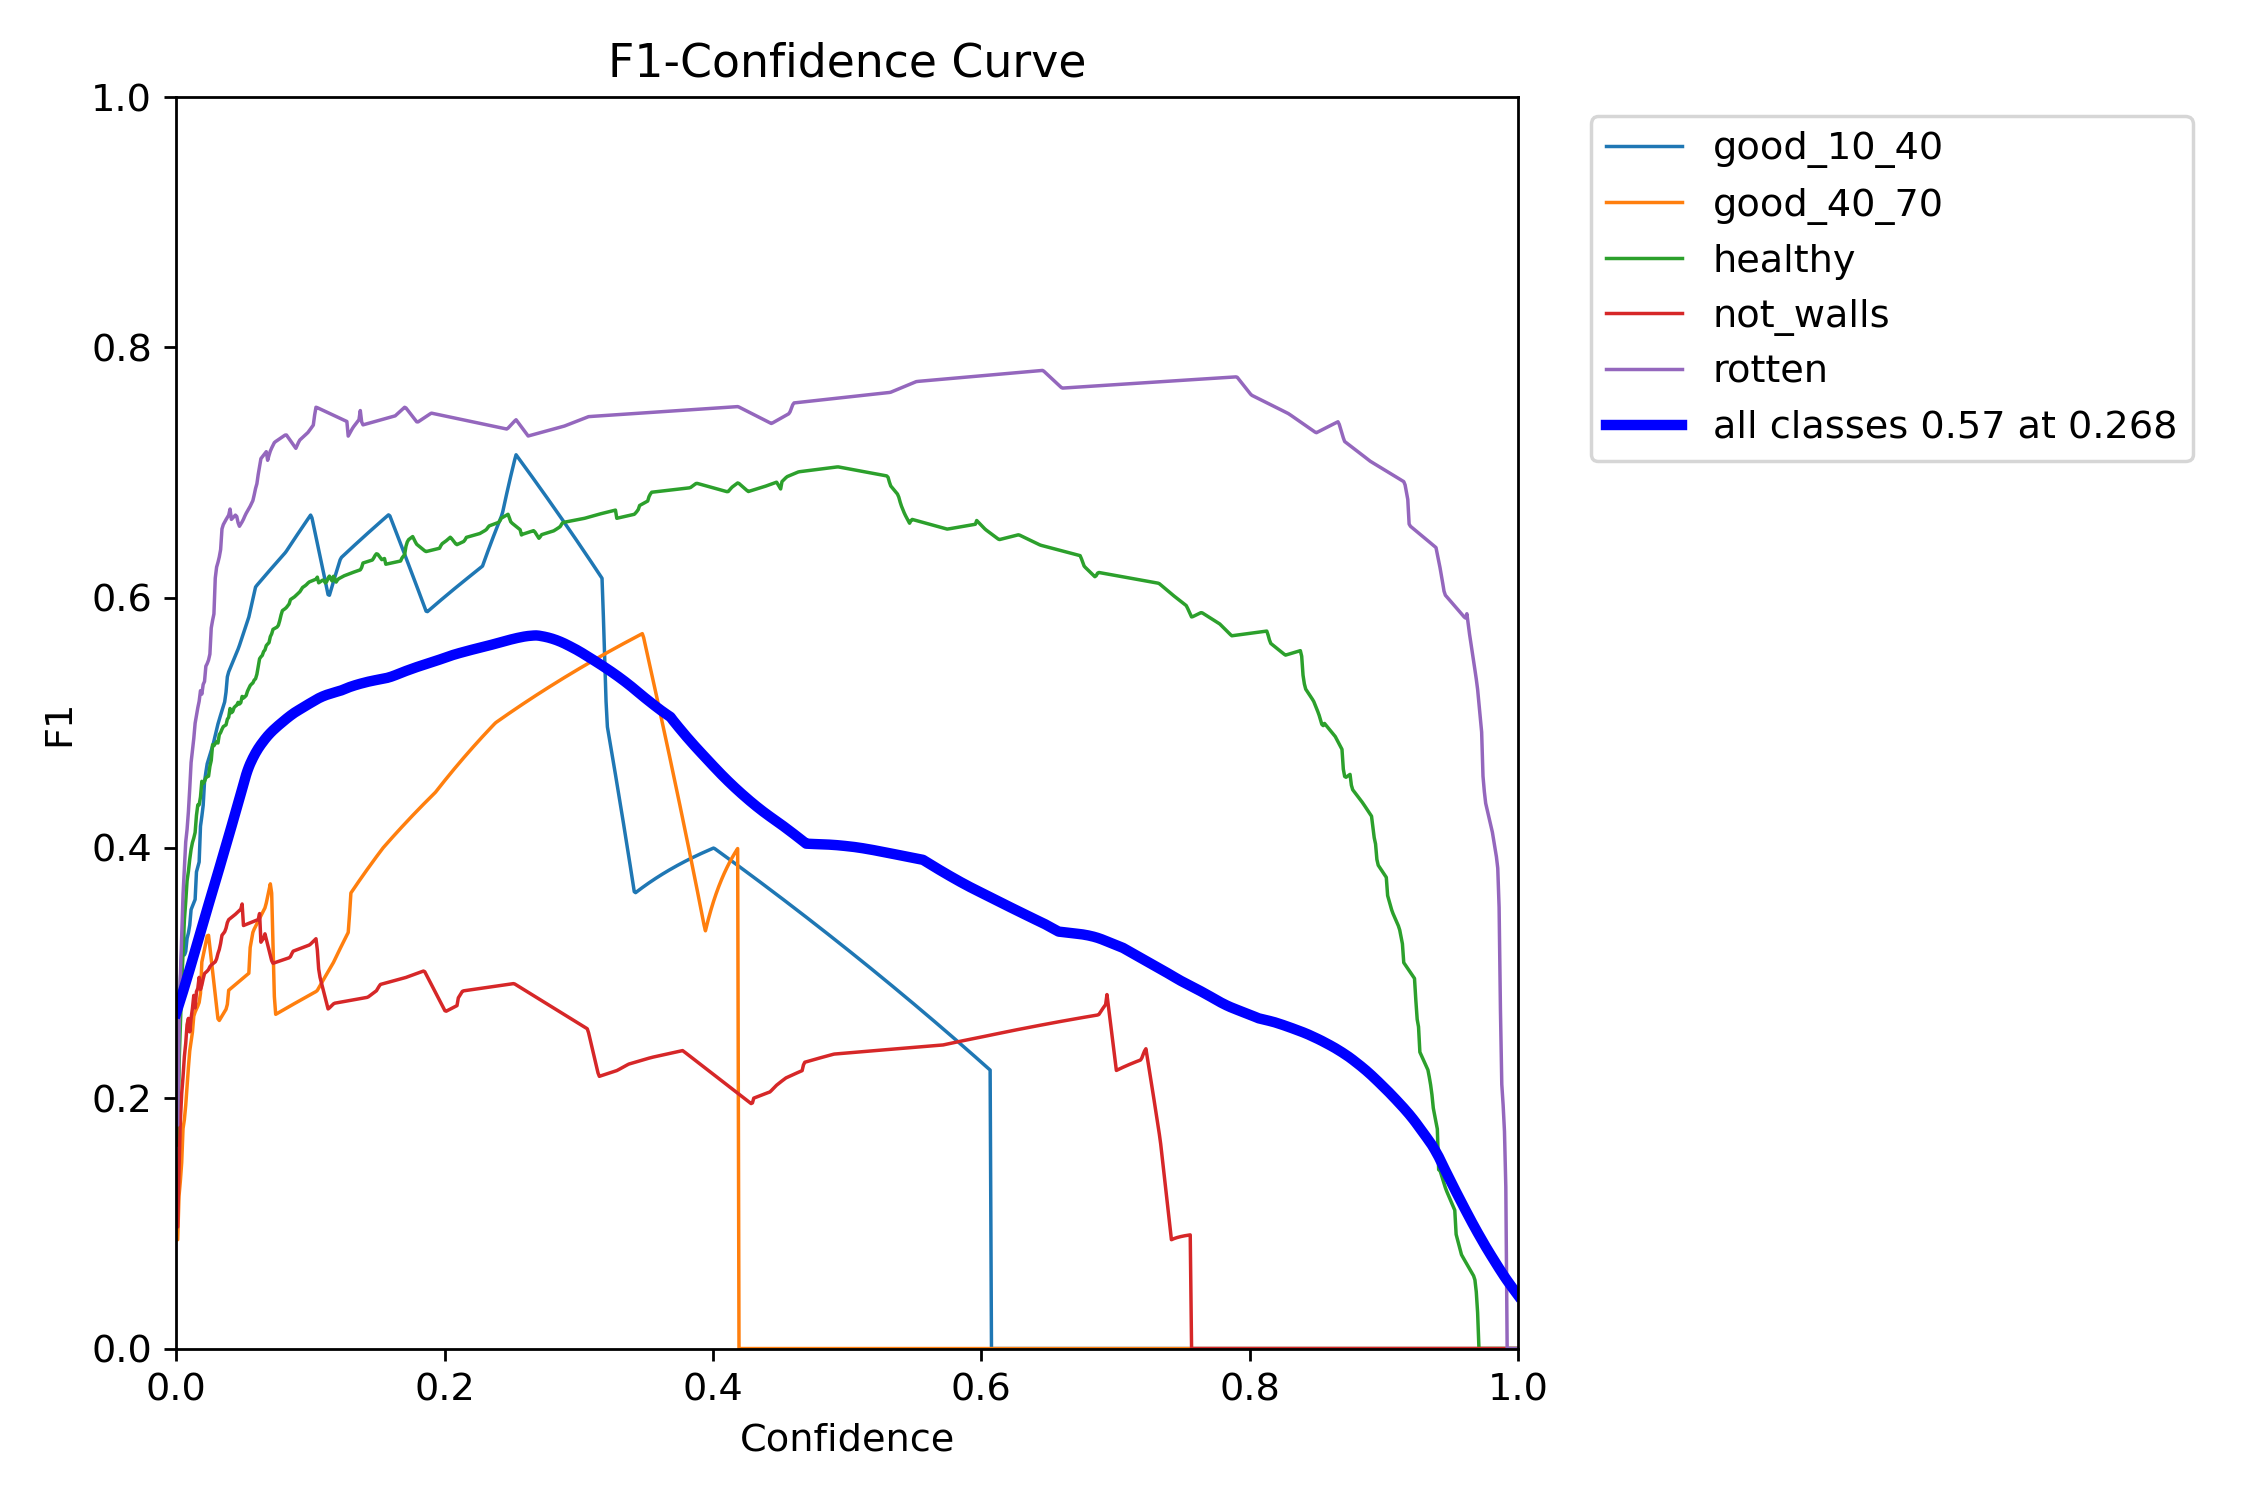 F1-Confidence Curve
1.0
0.8
0.6
0.4
0.2
0.0
F1
0.0 0.2 0.4 0.6 0.8 1.0
Confidence
good_10_40
good_40_70
healthy
not_walls
rotten
all classes 0.57 at 0.268